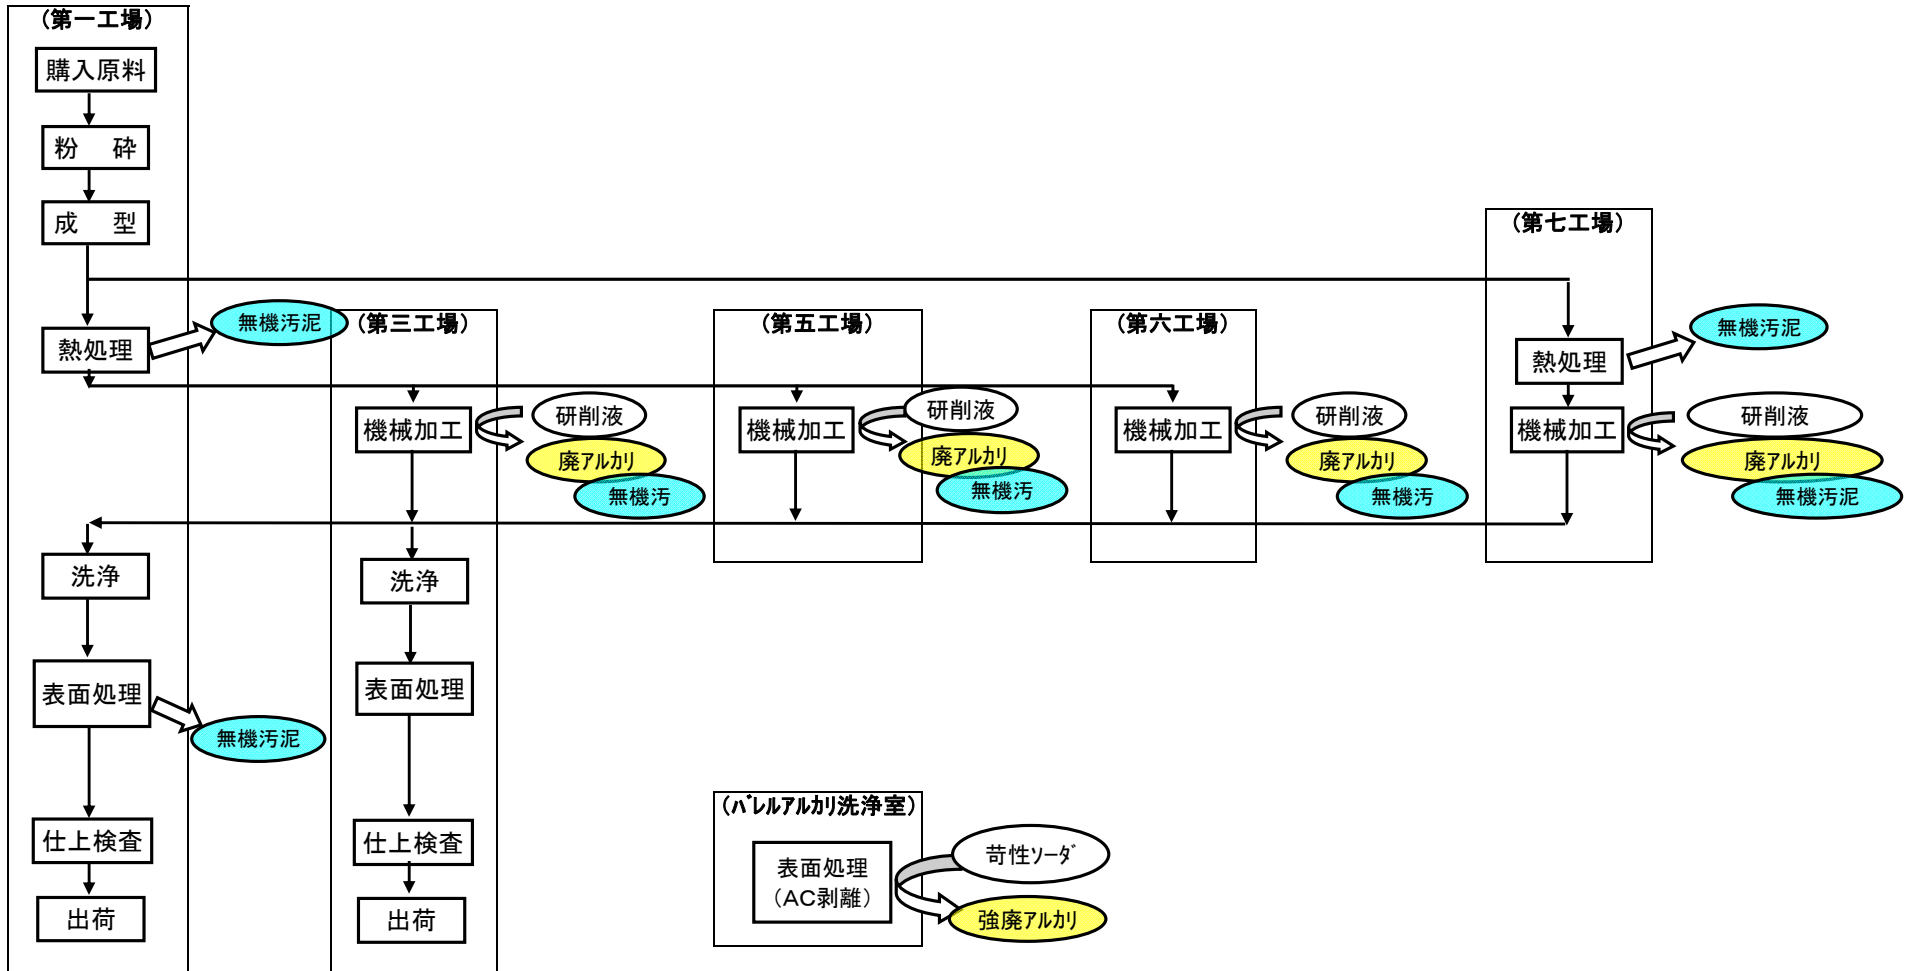 （第一工場）
購入原料
粉　砕
成　型
熱処理
無機汚泥
洗浄
表面処理
無機汚泥
仕上検査
出荷
（第三工場）
機械加工
研削液
廃ｱﾙｶﾘ
無機汚
洗浄
表面処理
仕上検査
出荷
（第五工場）
機械加工
研削液
廃ｱﾙｶﾘ
無機汚
（第六工場）
機械加工
研削液
廃ｱﾙｶﾘ
無機汚
（第七工場）
熱処理
無機汚泥
機械加工
研削液
廃ｱﾙｶﾘ
無機汚泥
（ﾊﾞﾚﾙｱﾙｶﾘ洗浄室）
表面処理
（AC剥離）
苛性ｿｰﾀﾞ
強廃ｱﾙｶﾘ